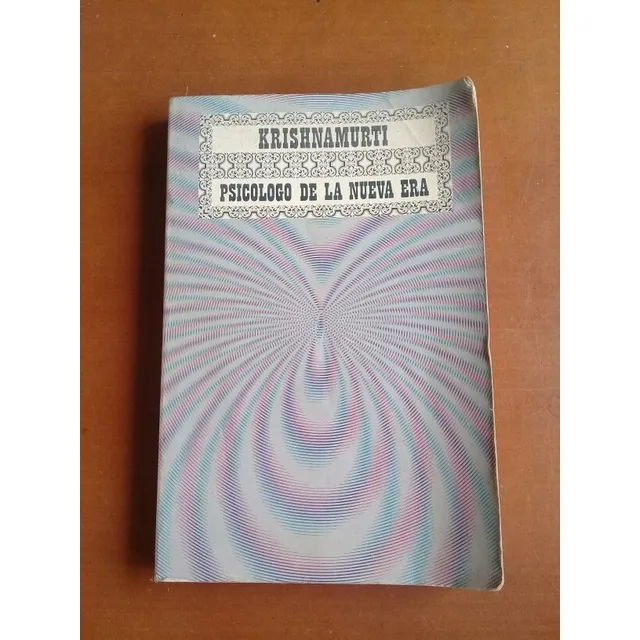 KRISHNAMURTI
PSICOLOGO DE LA NUEVA ERA